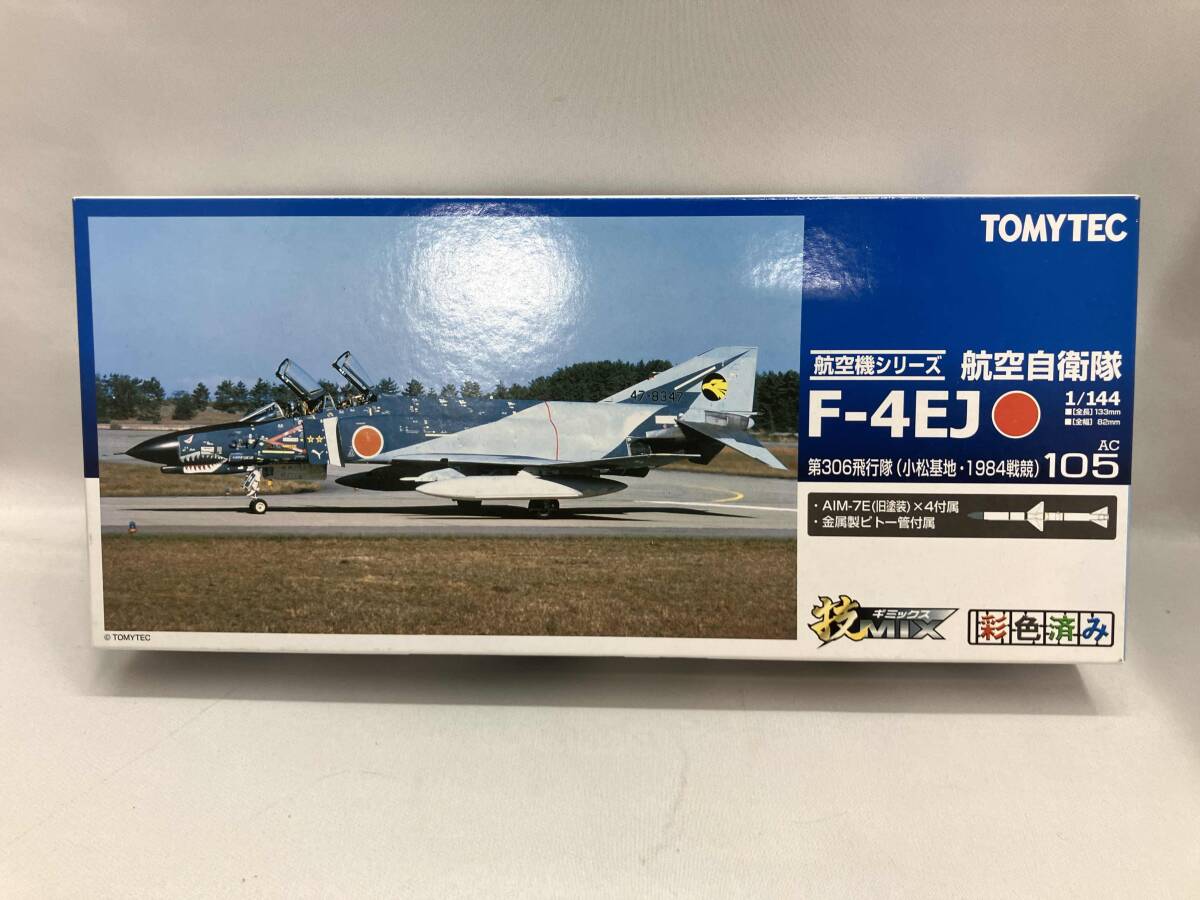 TOMYTEC
航空機シリーズ 航空自衛隊
F-4EJ
1/144
■[全長]133mm
■[全幅] 82mm
第306飛行隊(小松基地・1984戦競)
AC
105
・AIM-7E(旧塗装)×4付属
・金属製ピトー管付属
技 ギミックス MIX
彩色済み
47-8347
© TOMYTEC